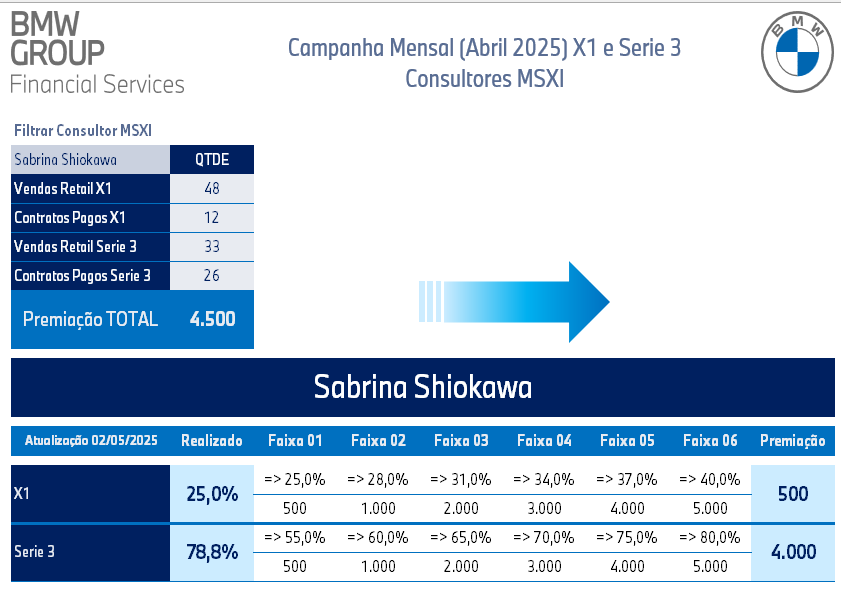 BMW
GROUP
Financial Services
Campanha Mensal (Abril 2025) X1 e Serie 3
Consultores MSXI
BMW
Filtrar Consultor MSXI
Sabrina Shiokawa QTDE
Vendas Retail X1 48
Contratos Pagos X1 12
Vendas Retail Serie 3 33
Contratos Pagos Serie 3 26
Premiação TOTAL 4.500
Sabrina Shiokawa
Atualização 02/05/2025 Realizado Faixa 01 Faixa 02 Faixa 03 Faixa 04 Faixa 05 Faixa 06 Premiação
X1 25,0% => 25,0% => 28,0% => 31,0% => 34,0% => 37,0% => 40,0% 500
500 1.000 2.000 3.000 4.000 5.000
Serie 3 78,8% => 55,0% => 60,0% => 65,0% => 70,0% => 75,0% => 80,0% 4.000
500 1.000 2.000 3.000 4.000 5.000